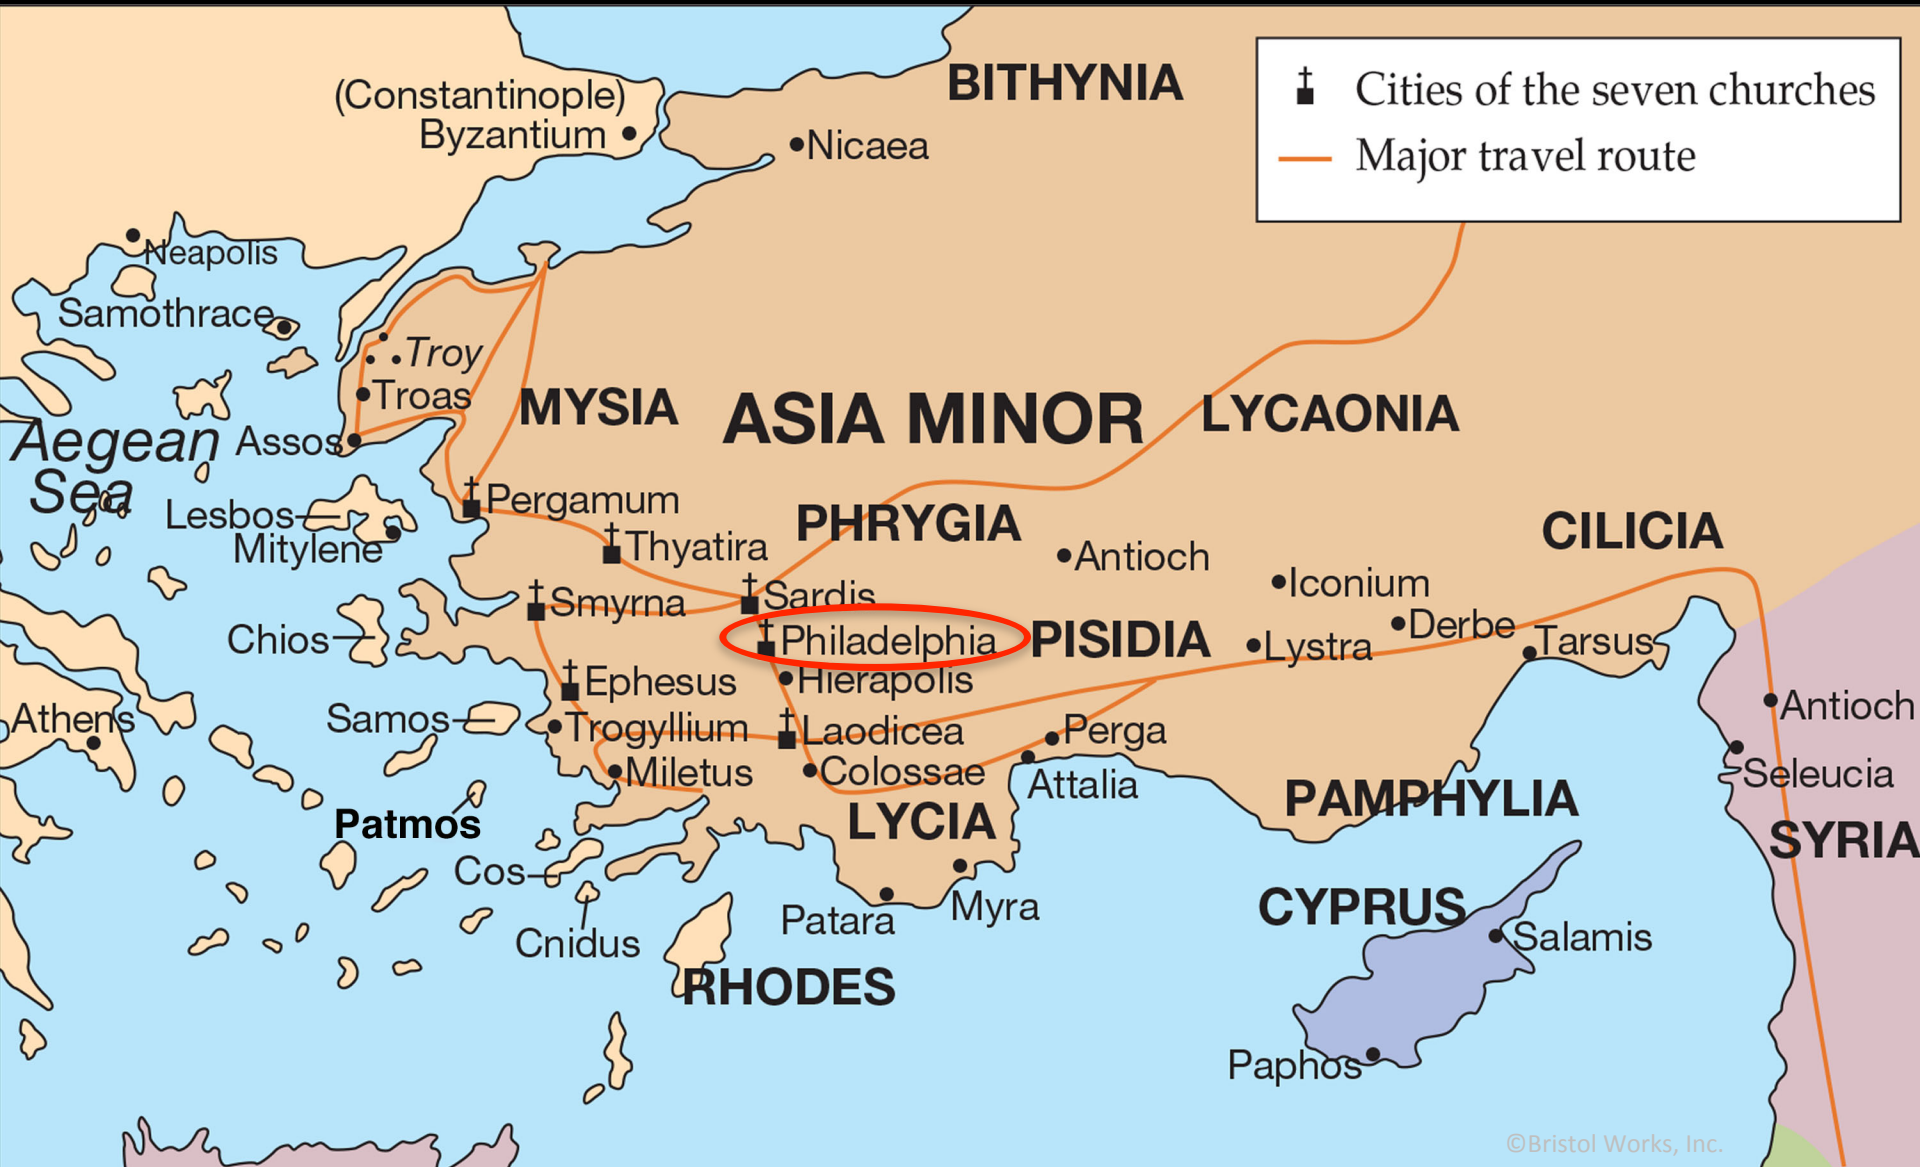 BITHYNIA
Cities of the seven churches
Major travel route
(Constantinople)
Byzantium
Nicaea
Neapolis
Samothrace
Troy
Troas
MYSIA
ASIA MINOR
LYCAONIA
Aegean
Sea
Assos
Lesbos
Mitylene
Pergamum
PHRYGIA
CILICIA
Thyatira
Antioch
Iconium
Smyrna
Sardis
Chios
Philadelphia
PISIDIA
Lystra
Derbe
Tarsus
Ephesus
Hierapolis
Athens
Samos
Trogyllium
Laodicea
Perga
Antioch
Miletus
Colossae
Attalia
Seleucia
Patmos
LYCIA
PAMPHYLIA
SYRIA
Cos
Patara
Myra
CYPRUS
Cnidus
Salamis
RHODES
Paphos
©Bristol Works, Inc.